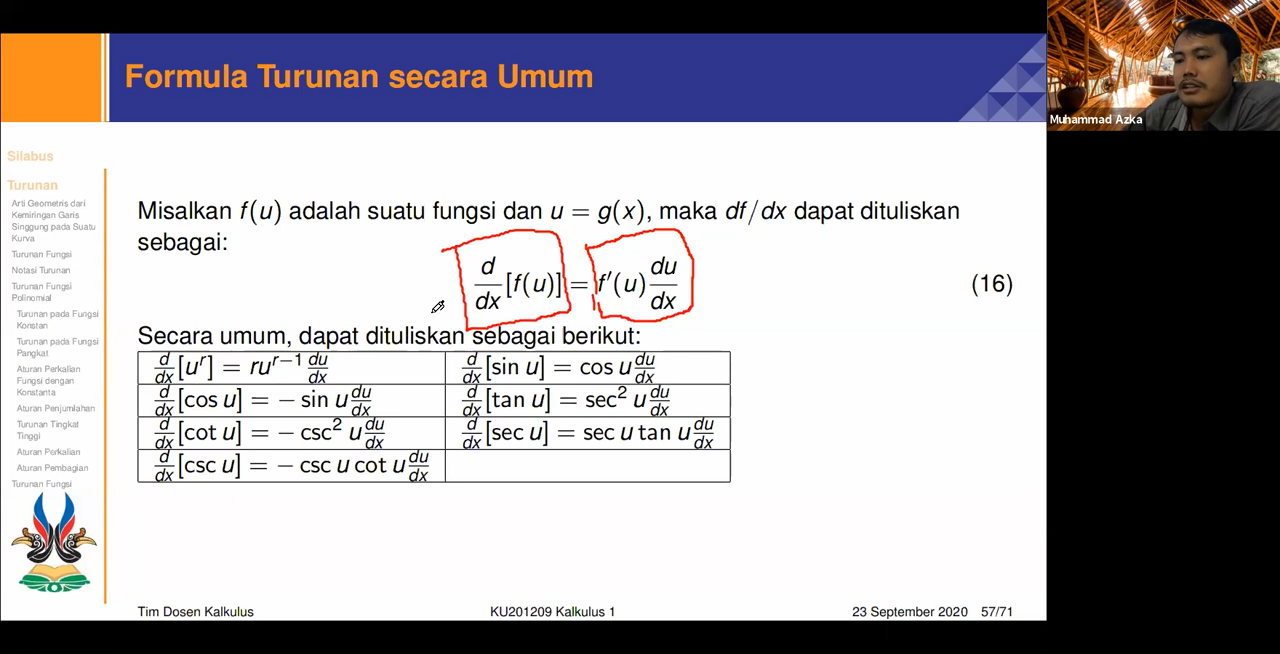 Formula Turunan secara Umum
Muhammad Azka
Silabus
Turunan
Arti Geometris dari
Kemiringan Garis
Singgung pada Suatu
Kurva
Turunan Fungsi
Notasi Turunan
Turunan Fungsi
Polinomial
Turunan pada Fungsi
Konstan
Turunan pada Fungsi
Pangkat
Aturan Perkalian
Fungsi dengan
Konstanta
Aturan Penjumlahan
Turunan Tingkat
Tinggi
Aturan Perkalian
Aturan Pembagian
Turunan Fungsi
Misalkan f(u) adalah suatu fungsi dan u = g(x), maka df/dx dapat dituliskan
sebagai:
d/dx [f(u)] = f′(u) du/dx (16)
Secara umum, dapat dituliskan sebagai berikut:
d/dx [uʳ] = ruʳ⁻¹ du/dx d/dx [sin u] = cos u du/dx
d/dx [cos u] = − sin u du/dx d/dx [tan u] = sec² u du/dx
d/dx [cot u] = − csc² u du/dx d/dx [sec u] = sec u tan u du/dx
d/dx [csc u] = − csc u cot u du/dx
Tim Dosen Kalkulus KU201209 Kalkulus 1 23 September 2020 57/71